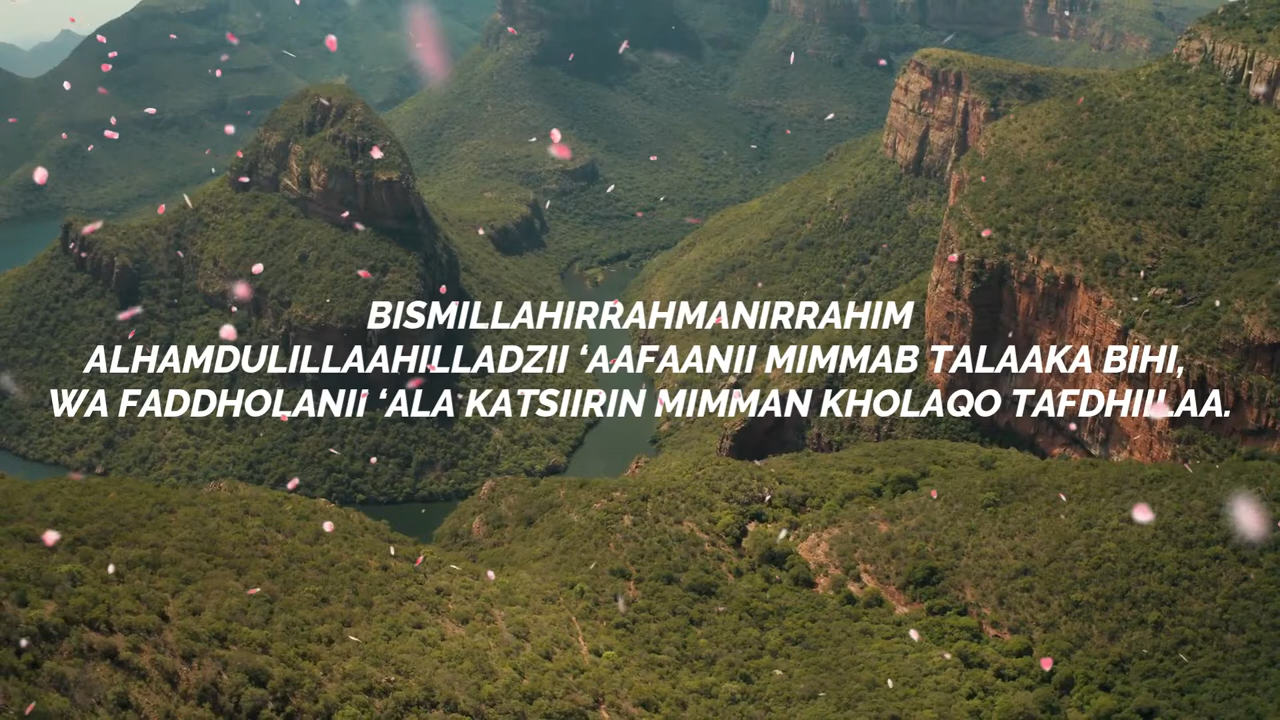 BISMILLAHIRRAHMANIRRAHIM
ALHAMDULILLAAHILLADZII ‘AAFAANII MIMMAB TALAAKA BIHI,
WA FADDHOLANII ‘ALA KATSIIRIN MIMMAN KHOLAQO TAFDHIILAA.